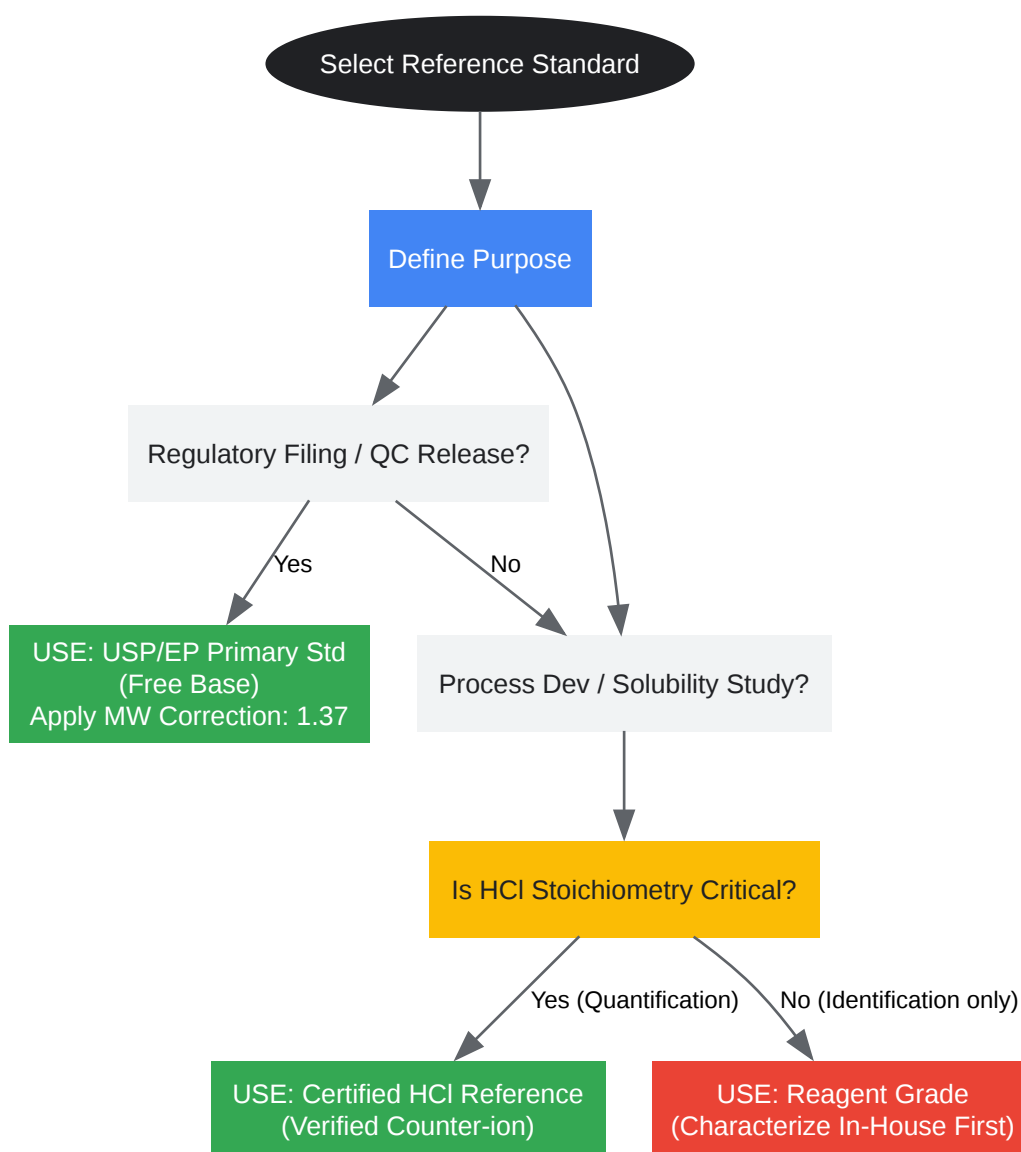 Select Reference Standard
Define Purpose
Regulatory Filing / QC Release?
Yes
No
USE: USP/EP Primary Std
(Free Base)
Apply MW Correction: 1.37
Process Dev / Solubility Study?
Is HCl Stoichiometry Critical?
Yes (Quantification)
No (Identification only)
USE: Certified HCl Reference
(Verified Counter-ion)
USE: Reagent Grade
(Characterize In-House First)